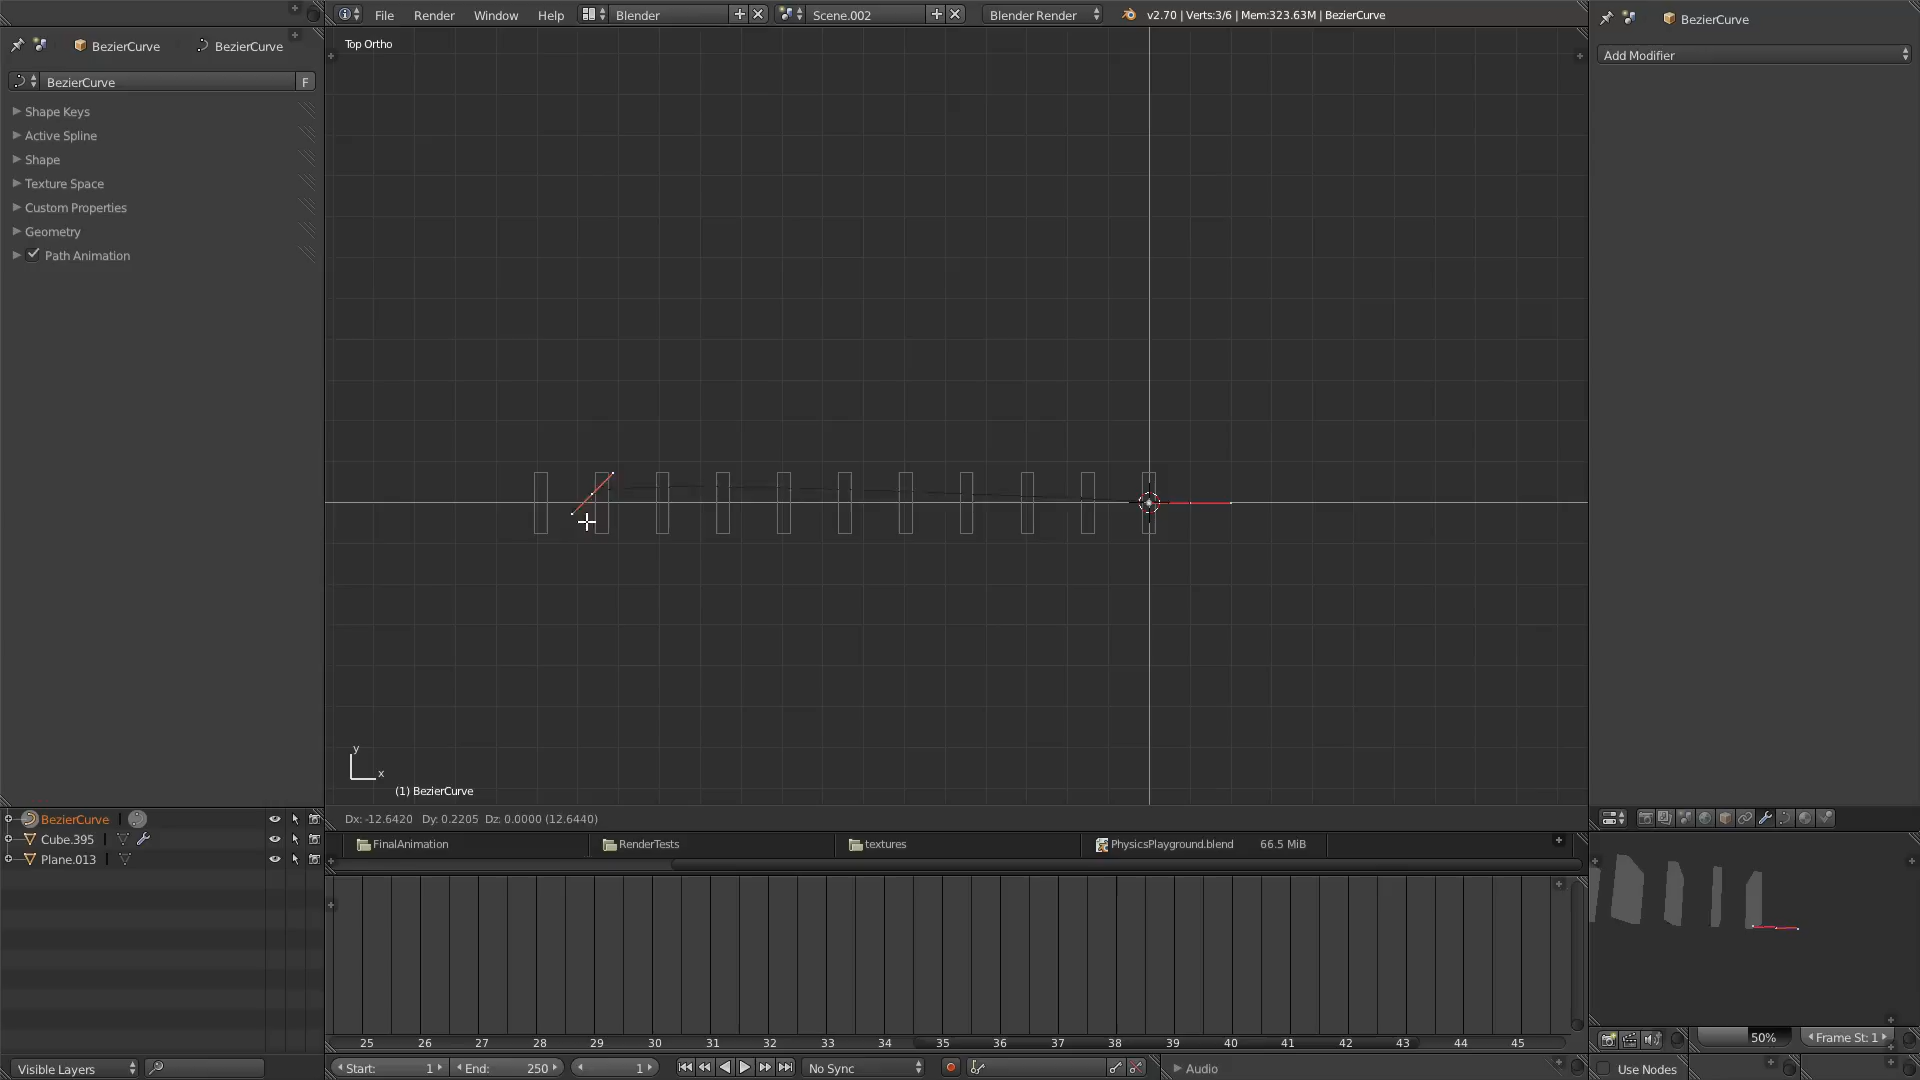 File Render Window Help Blender Scene.002 Blender Render v2.70 | Verts:3/6 | Mem:323.63M | BezierCurve
BezierCurve BezierCurve
BezierCurve F
Shape Keys
Active Spline
Shape
Texture Space
Custom Properties
Geometry
Path Animation
Top Ortho
y
x
(1) BezierCurve
BezierCurve
Add Modifier
BezierCurve
Cube.395
Plane.013
Dx: -12.6420 Dy: 0.2205 Dz: 0.0000 (12.6440)
FinalAnimation RenderTests textures PhysicsPlayground.blend 66.5 MiB
25 26 27 28 29 30 31 32 33 34 35 36 37 38 39 40 41 42 43 44 45
Visible Layers
Start: 1 End: 250 1 No Sync Audio
50% Frame St: 1
Use Nodes